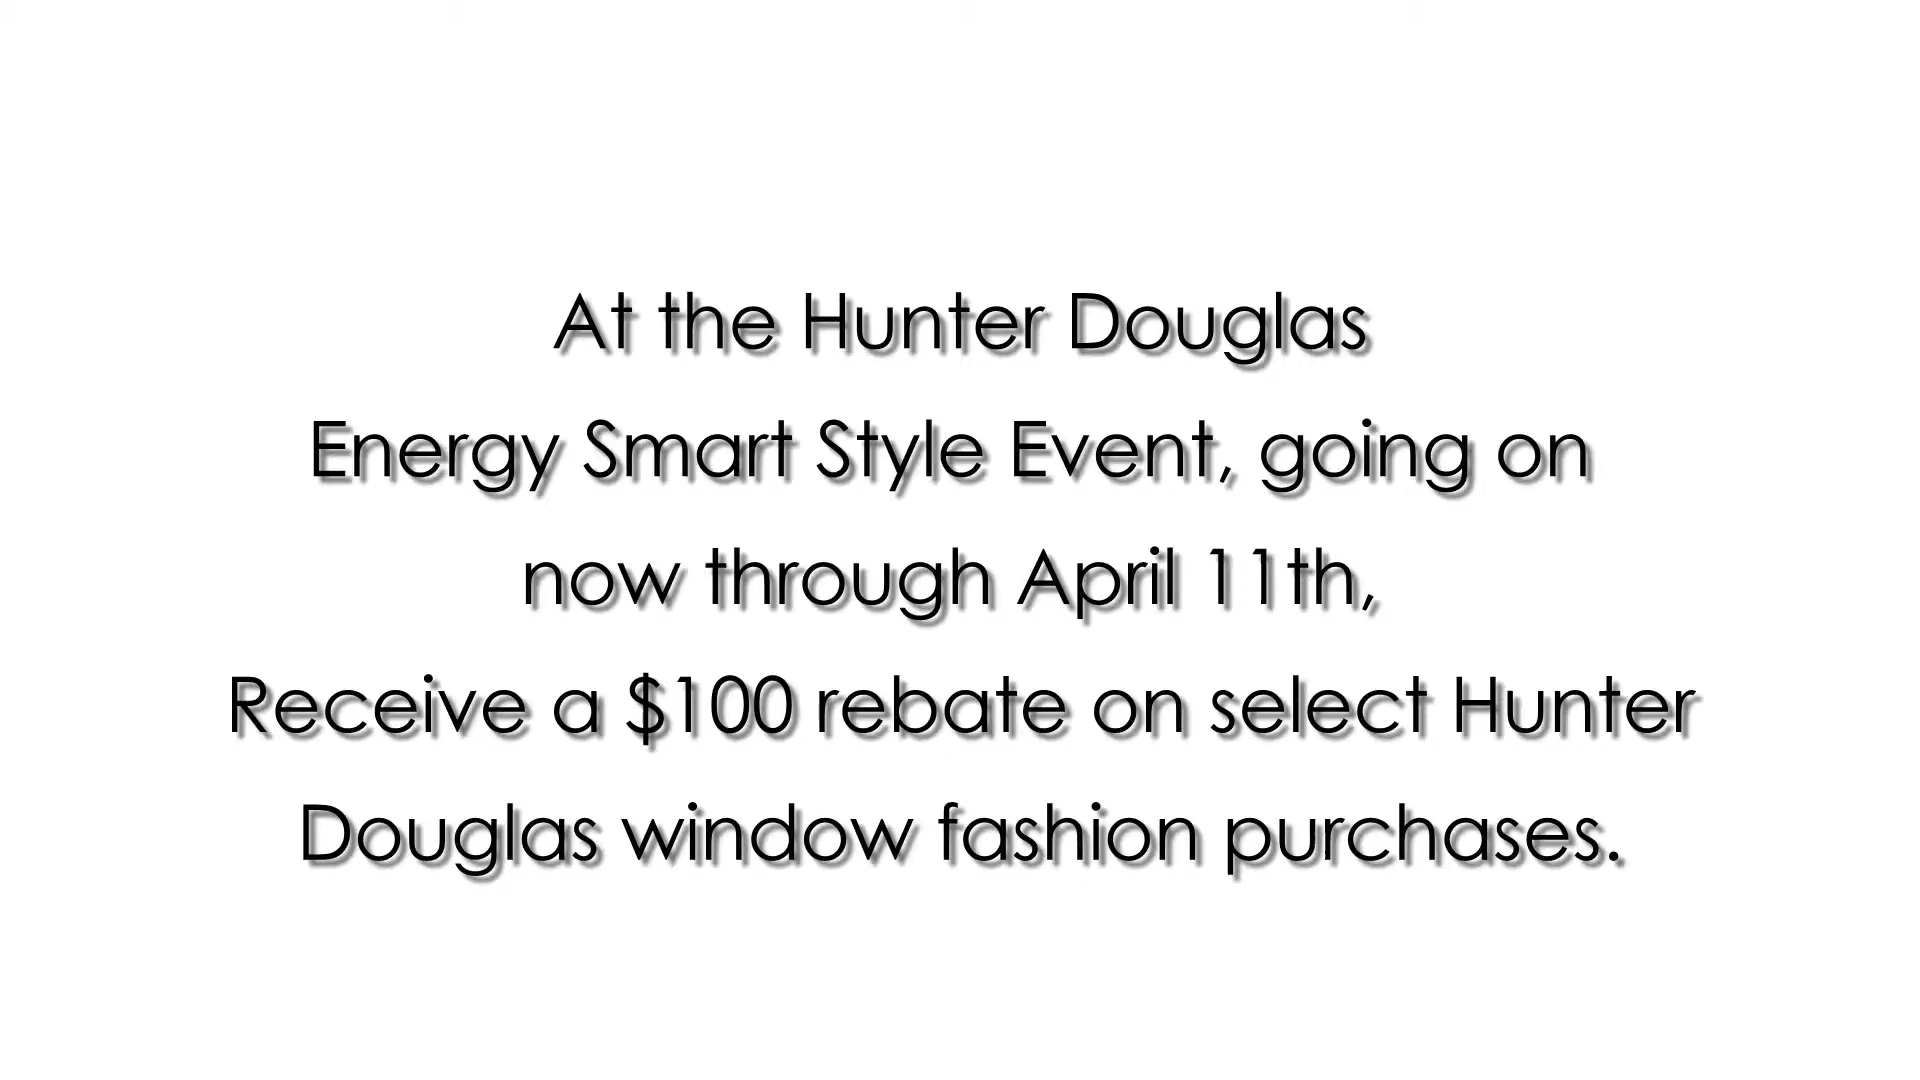 At the Hunter Douglas
Energy Smart Style Event, going on
now through April 11th,
Receive a $100 rebate on select Hunter
Douglas window fashion purchases.